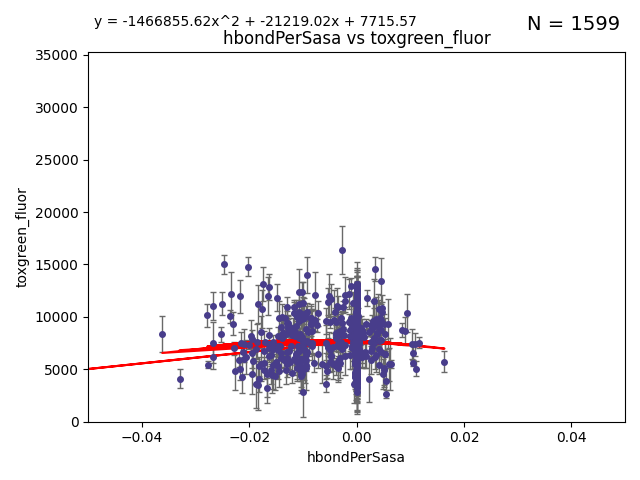 y = -1466855.62x^2 + -21219.02x + 7715.57
N = 1599
hbondPerSasa vs toxgreen_fluor
toxgreen_fluor
35000
30000
25000
20000
15000
10000
5000
0
−0.04
−0.02
0.00
0.02
0.04
hbondPerSasa